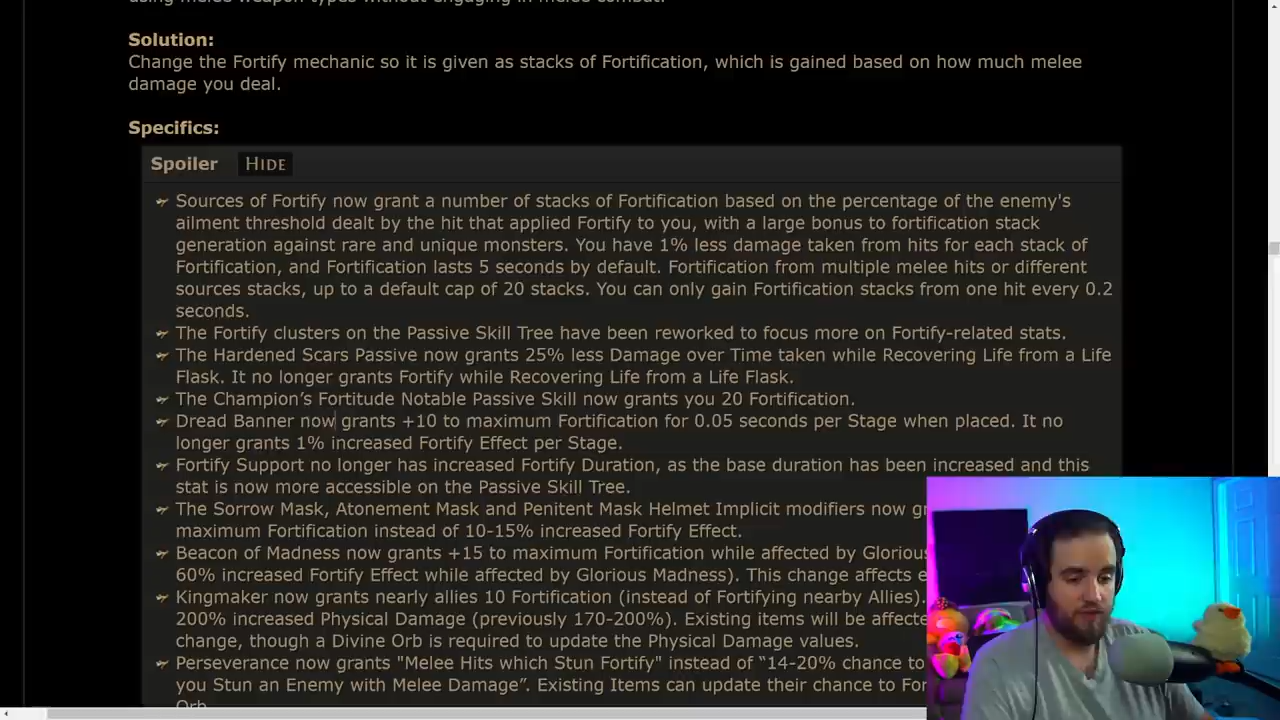 using melee weapon types without engaging in melee combat.
Solution:
Change the Fortify mechanic so it is given as stacks of Fortification, which is gained based on how much melee
damage you deal.
Specifics:
Spoiler HIDE
Sources of Fortify now grant a number of stacks of Fortification based on the percentage of the enemy's
ailment threshold dealt by the hit that applied Fortify to you, with a large bonus to fortification stack
generation against rare and unique monsters. You have 1% less damage taken from hits for each stack of
Fortification, and Fortification lasts 5 seconds by default. Fortification from multiple melee hits or different
sources stacks, up to a default cap of 20 stacks. You can only gain Fortification stacks from one hit every 0.2
seconds.
The Fortify clusters on the Passive Skill Tree have been reworked to focus more on Fortify-related stats.
The Hardened Scars Passive now grants 25% less Damage over Time taken while Recovering Life from a Life
Flask. It no longer grants Fortify while Recovering Life from a Life Flask.
The Champion's Fortitude Notable Passive Skill now grants you 20 Fortification.
Dread Banner now grants +10 to maximum Fortification for 0.05 seconds per Stage when placed. It no
longer grants 1% increased Fortify Effect per Stage.
Fortify Support no longer has increased Fortify Duration, as the base duration has been increased and this
stat is now more accessible on the Passive Skill Tree.
The Sorrow Mask, Atonement Mask and Penitent Mask Helmet Implicit modifiers now
maximum Fortification instead of 10-15% increased Fortify Effect.
Beacon of Madness now grants +15 to maximum Fortification while affected by Glorious
60% increased Fortify Effect while affected by Glorious Madness). This change affects
Kingmaker now grants nearly allies 10 Fortification (instead of Fortifying nearby Allies).
200% increased Physical Damage (previously 170-200%). Existing items will be
change, though a Divine Orb is required to update the Physical Damage values.
Perseverance now grants "Melee Hits which Stun Fortify" instead of “14-20% chance to
you Stun an Enemy with Melee Damage”. Existing Items can update their chance to
Orb.